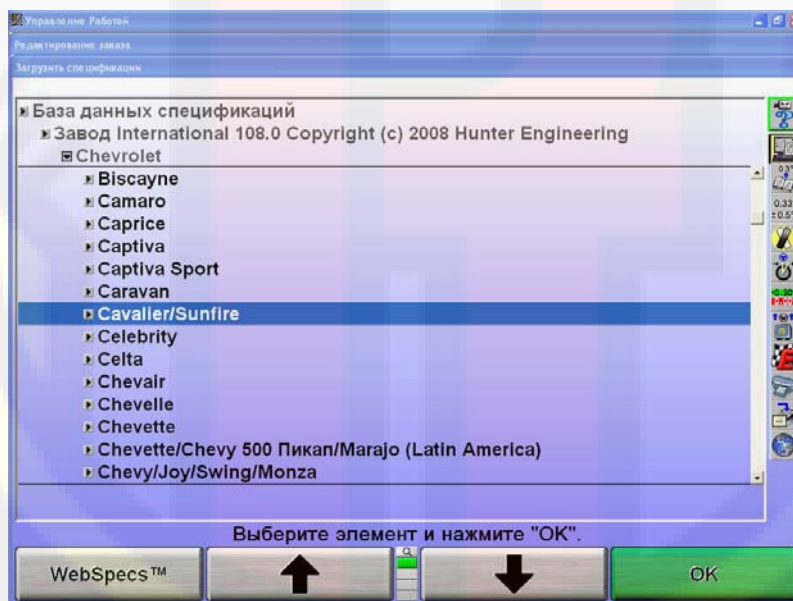 Управление Работой
Редактирование заказа
Загрузить спецификации
База данных спецификаций
Завод International 108.0 Copyright (c) 2008 Hunter Engineering
Chevrolet
Biscayne
Camaro
Caprice
Captiva
Captiva Sport
Caravan
Cavalier/Sunfire
Celebrity
Celta
Chevair
Chevelle
Chevette
Chevette/Chevy 500 Пикап/Marajo (Latin America)
Chevy/Joy/Swing/Monza
Выберите элемент и нажмите "OK".
WebSpecs™
OK